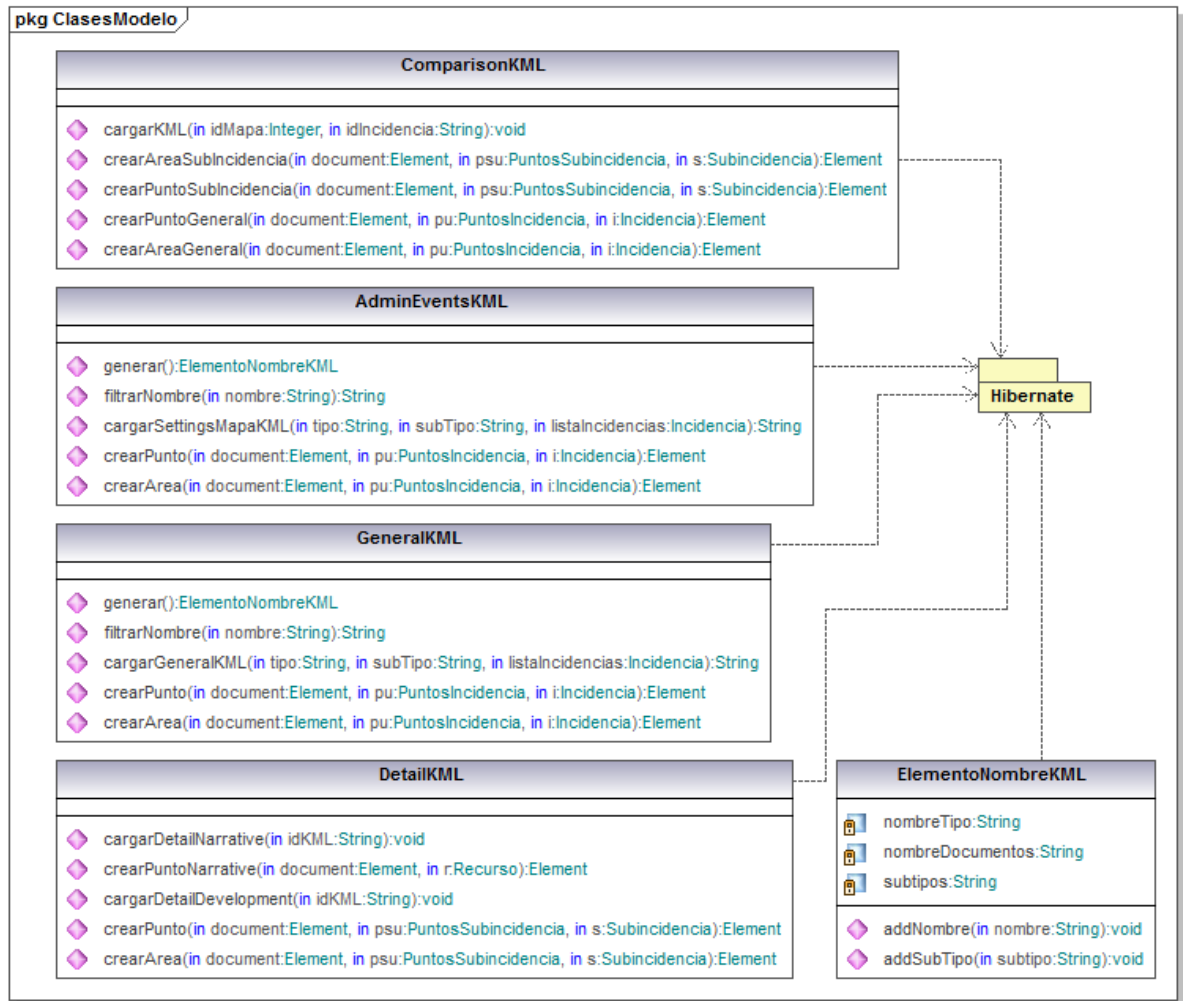 pkg ClasesModelo
ComparisonKML
cargarKML(in idMapa:Integer, in idIncidencia:String):void
crearAreaSubIncidencia(in document:Element, in psu:PuntosSubincidencia, in s:Subincidencia):Element
crearPuntoSubIncidencia(in document:Element, in psu:PuntosSubincidencia, in s:Subincidencia):Element
crearPuntoGeneral(in document:Element, in pu:PuntosIncidencia, in i:Incidencia):Element
crearAreaGeneral(in document:Element, in pu:PuntosIncidencia, in i:Incidencia):Element
AdminEventsKML
generar():ElementoNombreKML
filtrarNombre(in nombre:String):String
cargarSettingsMapaKML(in tipo:String, in subTipo:String, in listaIncidencias:Incidencia):String
crearPunto(in document:Element, in pu:PuntosIncidencia, in i:Incidencia):Element
crearArea(in document:Element, in pu:PuntosIncidencia, in i:Incidencia):Element
Hibernate
GeneralKML
generar():ElementoNombreKML
filtrarNombre(in nombre:String):String
cargarGeneralKML(in tipo:String, in subTipo:String, in listaIncidencias:Incidencia):String
crearPunto(in document:Element, in pu:PuntosIncidencia, in i:Incidencia):Element
crearArea(in document:Element, in pu:PuntosIncidencia, in i:Incidencia):Element
DetailKML
cargarDetailNarrative(in idKML:String):void
crearPuntoNarrative(in document:Element, in r:Recurso):Element
cargarDetailDevelopment(in idKML:String):void
crearPunto(in document:Element, in psu:PuntosSubincidencia, in s:Subincidencia):Element
crearArea(in document:Element, in psu:PuntosSubincidencia, in s:Subincidencia):Element
ElementoNombreKML
nombreTipo:String
nombreDocumentos:String
subtipos:String
addNombre(in nombre:String):void
addSubTipo(in subtipo:String):void